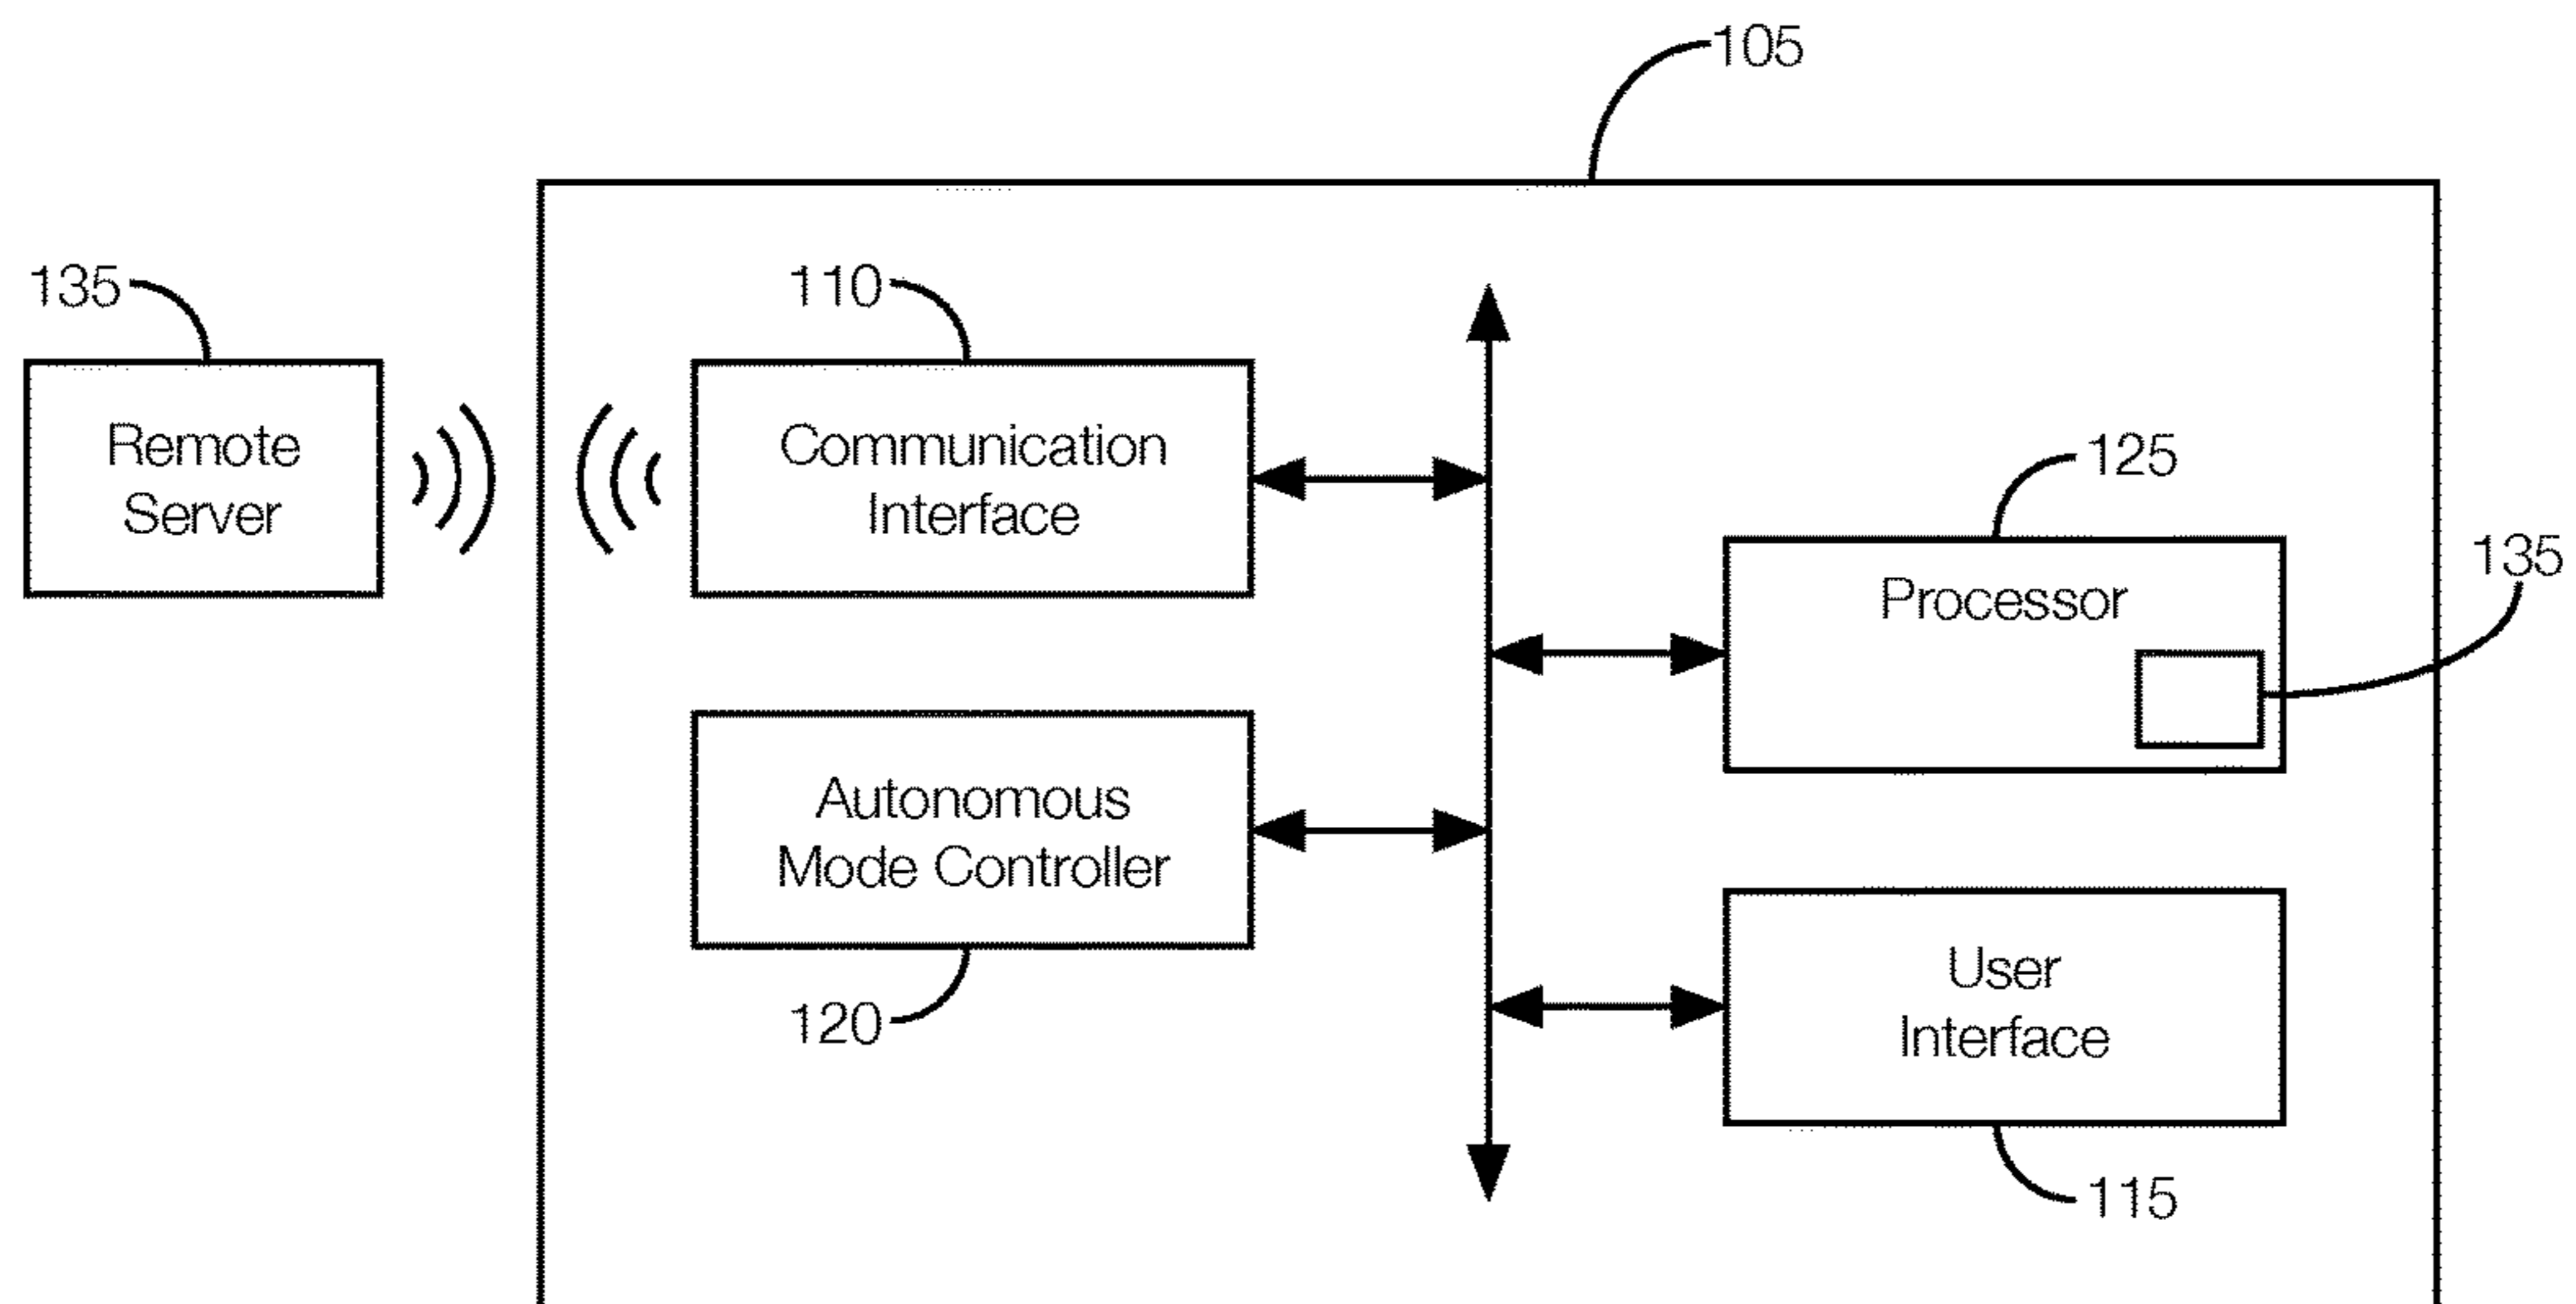 105
135
110
Remote
Server
Communication
Interface
125
Processor
135
Autonomous
Mode Controller
120
User
Interface
115